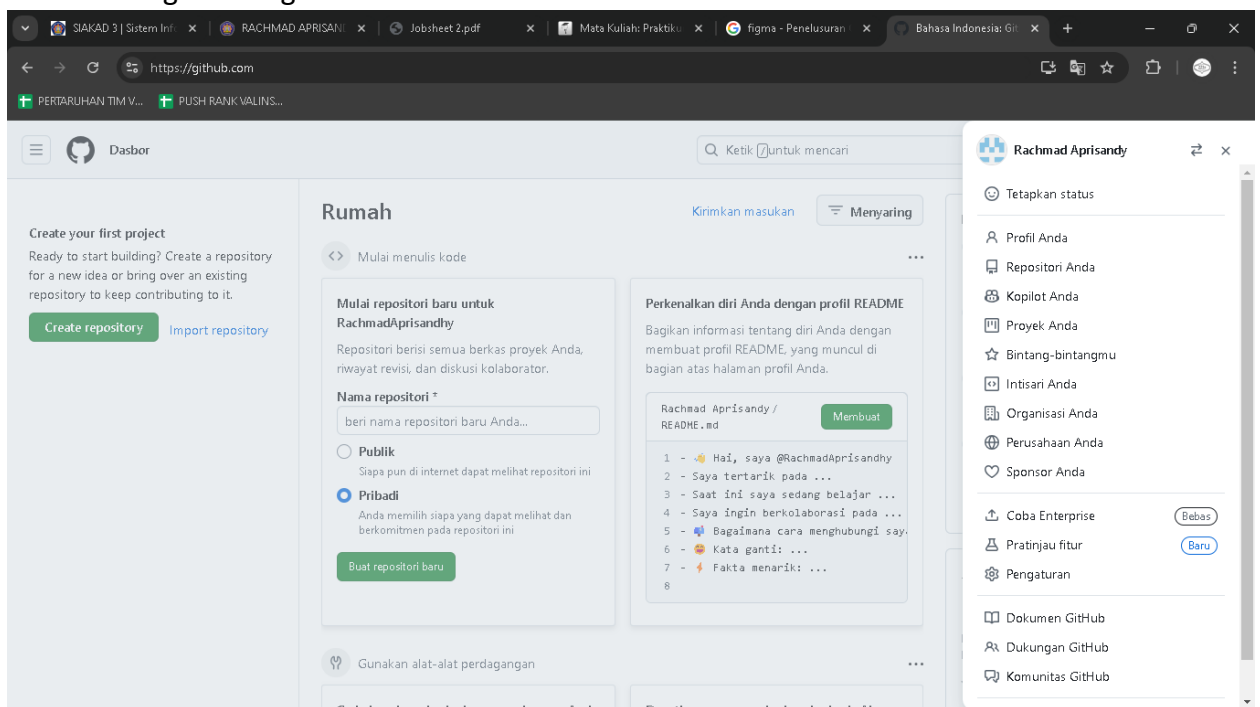 SIAKAD 3 | Sistem Info
RACHMAD APRISANI
Jobsheet 2.pdf
Mata Kuliah: Praktiku
figma - Penelusuran
Bahasa Indonesia: Git
https://github.com
PERTARUHAN TIM V...
PUSH RANK VALINS...
Dasbor
Ketik / untuk mencari
Create your first project
Ready to start building? Create a repository
for a new idea or bring over an existing
repository to keep contributing to it.
Create repository
Import repository
Rumah
Kirimkan masukan
Menyaring
Mulai menulis kode
Mulai repositori baru untuk
RachmadAprisandhy
Repositori berisi semua berkas proyek Anda,
riwayat revisi, dan diskusi kolaborator.
Nama repositori *
beri nama repositori baru Anda...
Publik
Siapa pun di internet dapat melihat repositori ini
Pribadi
Anda memilih siapa yang dapat melihat dan
berkomitmen pada repositori ini
Buat repositori baru
Perkenalkan diri Anda dengan profil README
Bagikan informasi tentang diri Anda dengan
membuat profil README, yang muncul di
bagian atas halaman profil Anda.
Rachmad Aprisandy /
README.md
Membuat
1 - 👋 Hai, saya @RachmadAprisandhy
2 - Saya tertarik pada ...
3 - Saat ini saya sedang belajar ...
4 - Saya ingin berkolaborasi pada ...
5 - 📫 Bagaimana cara menghubungi say
6 - 😄 Kata ganti: ...
7 - ⚡ Fakta menarik: ...
8
Gunakan alat-alat perdagangan
Rachmad Aprisandy
Tetapkan status
Profil Anda
Repositori Anda
Kopilot Anda
Proyek Anda
Bintang-bintangmu
Intisari Anda
Organisasi Anda
Perusahaan Anda
Sponsor Anda
Coba Enterprise
Bebas
Pratinjau fitur
Baru
Pengaturan
Dokumen GitHub
Dukungan GitHub
Komunitas GitHub